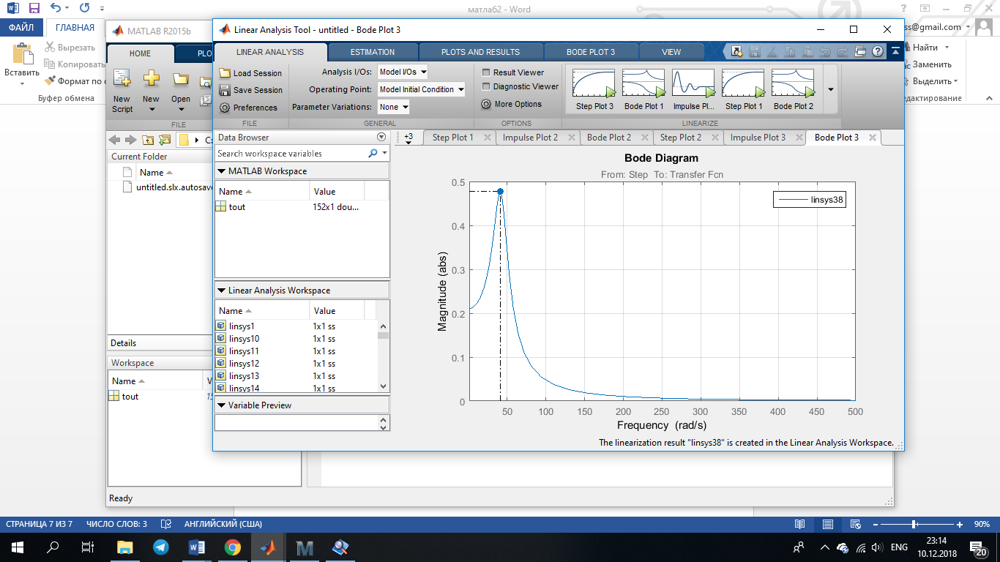 матлаб2 - Word
ФАЙЛ
ГЛАВНАЯ
ss@gmail.com
Вставить
Вырезать
Копировать
Формат по
Буфер обмена
Найти
Заменить
Выделить
MATLAB R2015b
HOME
PLO
New Script
New
Open
FILE
Current Folder
Name
untitled.slx.autosave
Details
Workspace
Name
tout
Ready
Linear Analysis Tool - untitled - Bode Plot 3
LINEAR ANALYSIS
ESTIMATION
PLOTS AND RESULTS
BODE PLOT 3
VIEW
Load Session
Save Session
Preferences
FILE
Analysis I/Os: Model I/Os
Operating Point: Model Initial Condition
Parameter Variations: None
GENERAL
Result Viewer
Diagnostic Viewer
More Options
OPTIONS
Step Plot 3
Bode Plot 1
Impulse Pl...
Step Plot 1
Bode Plot 2
LINEARIZE
Data Browser
Search workspace variables
MATLAB Workspace
Name Value
tout 152x1 dou...
Linear Analysis Workspace
Name Value
linsys1 1x1 ss
linsys10 1x1 ss
linsys11 1x1 ss
linsys12 1x1 ss
linsys13 1x1 ss
linsys14 1x1 ss
Variable Preview
+3
Step Plot 1
Impulse Plot 2
Bode Plot 2
Step Plot 2
Impulse Plot 3
Bode Plot 3
Bode Diagram
From: Step To: Transfer Fcn
linsys38
Magnitude (abs)
0.5
0.4
0.3
0.2
0.1
0
50 100 150 200 250 300 350 400 450 500
Frequency (rad/s)
The linearization result "linsys38" is created in the Linear Analysis Workspace.
СТРАНИЦА 7 ИЗ 7
ЧИСЛО СЛОВ: 3
АНГЛИЙСКИЙ (США)
90%
ENG
23:14
10.12.2018
20